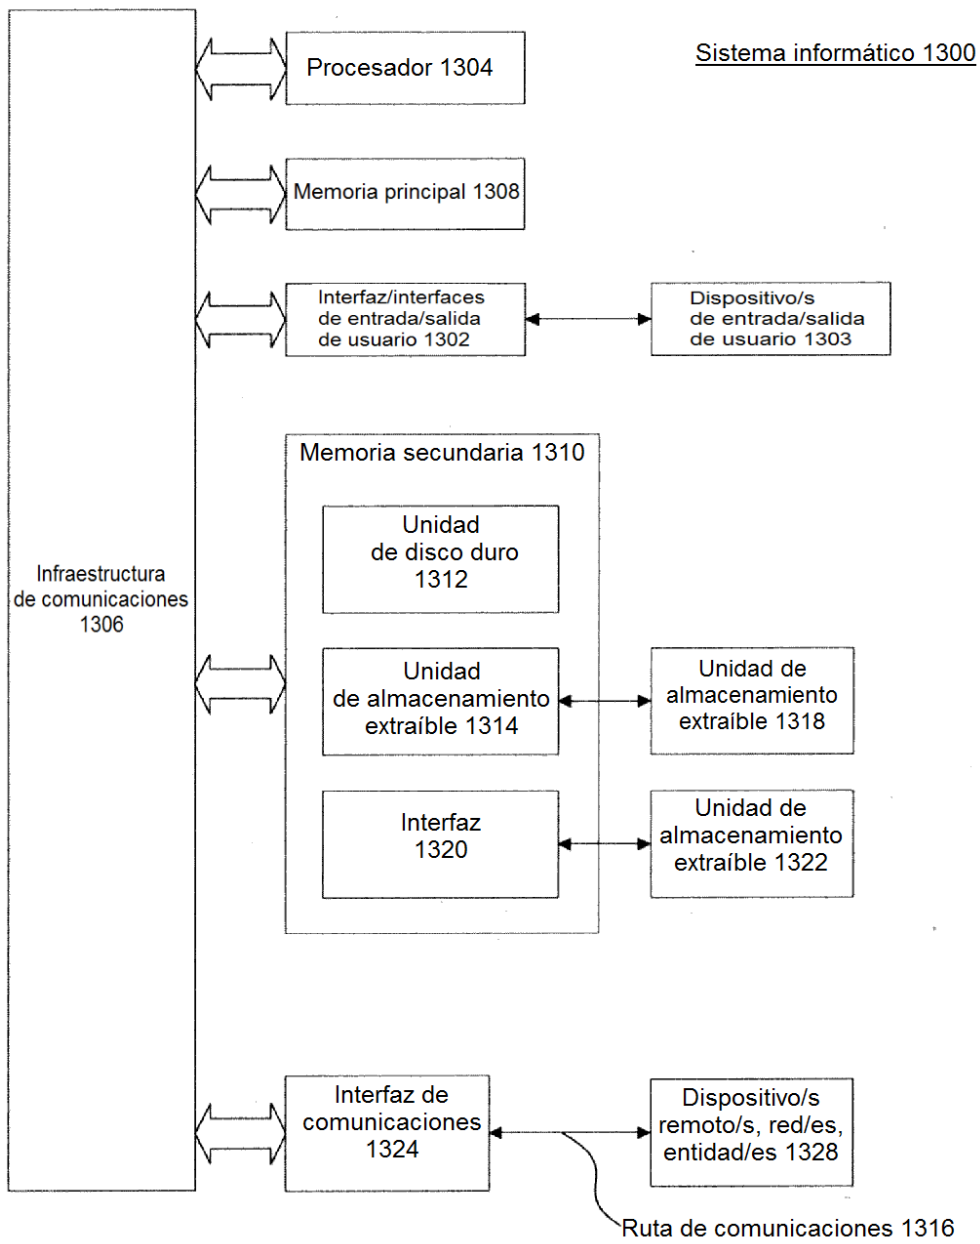 Sistema informático 1300
Procesador 1304
Memoria principal 1308
Interfaz/interfaces
de entrada/salida
de usuario 1302
Dispositivo/s
de entrada/salida
de usuario 1303
Memoria secundaria 1310
Unidad
de disco duro
1312
Infraestructura
de comunicaciones
1306
Unidad
de almacenamiento
extraíble 1314
Unidad de
almacenamiento
extraíble 1318
Interfaz
1320
Unidad de
almacenamiento
extraíble 1322
Interfaz de
comunicaciones
1324
Dispositivo/s
remoto/s, red/es,
entidad/es 1328
Ruta de comunicaciones 1316